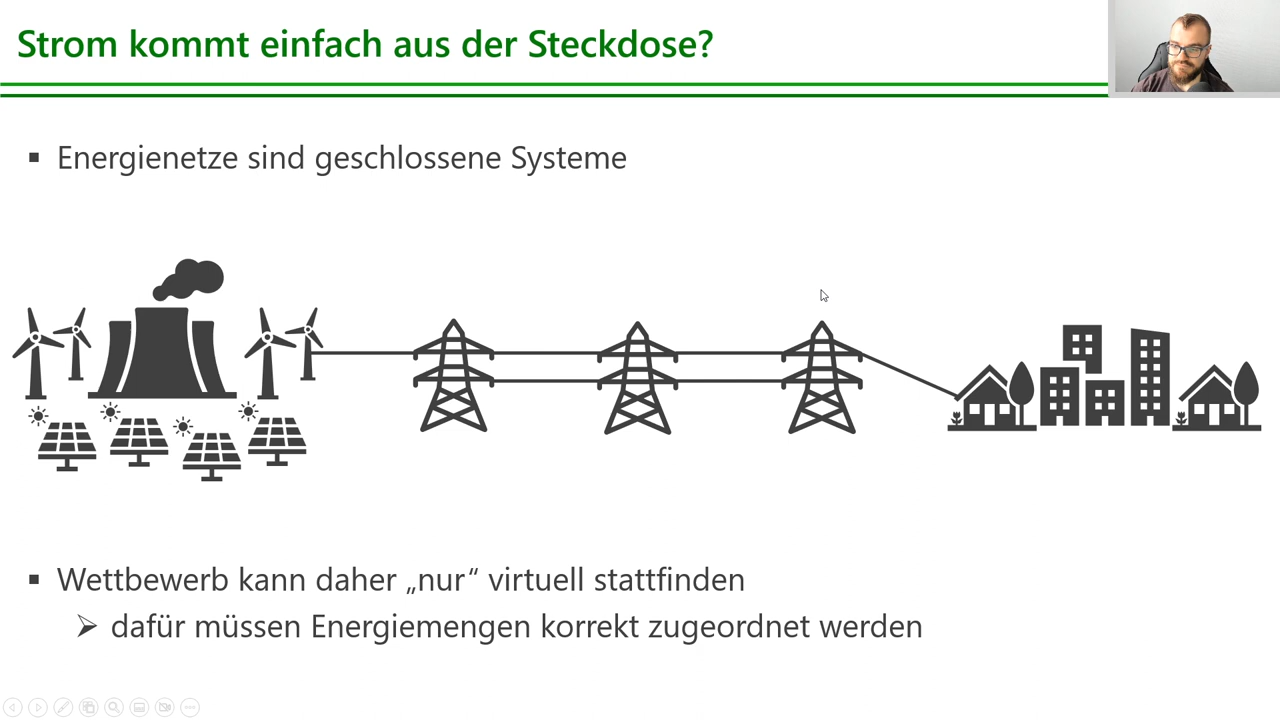 Strom kommt einfach aus der Steckdose?
Energienetze sind geschlossene Systeme
Wettbewerb kann daher „nur“ virtuell stattfinden
dafür müssen Energiemengen korrekt zugeordnet werden